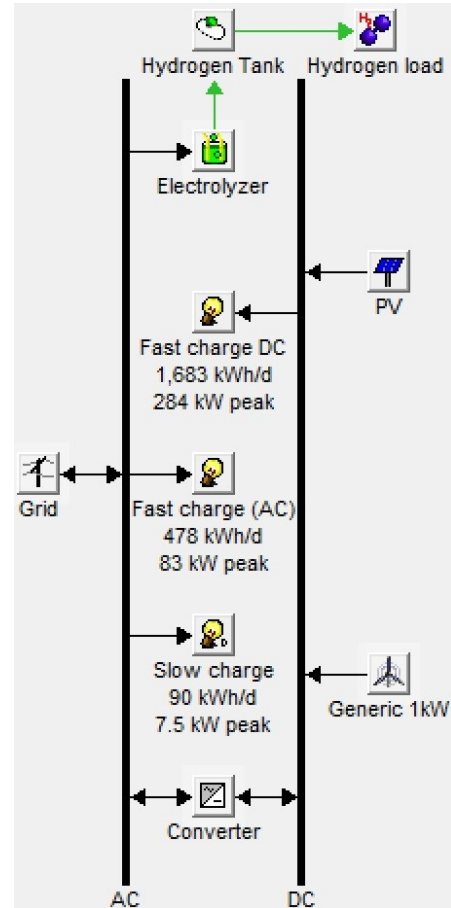 Hydrogen Tank
Hydrogen load
H2
Electrolyzer
PV
Fast charge DC
1,683 kWh/d
284 kW peak
Grid
Fast charge (AC)
478 kWh/d
83 kW peak
D
Slow charge
90 kWh/d
7.5 kW peak
Generic 1kW
Converter
AC
DC